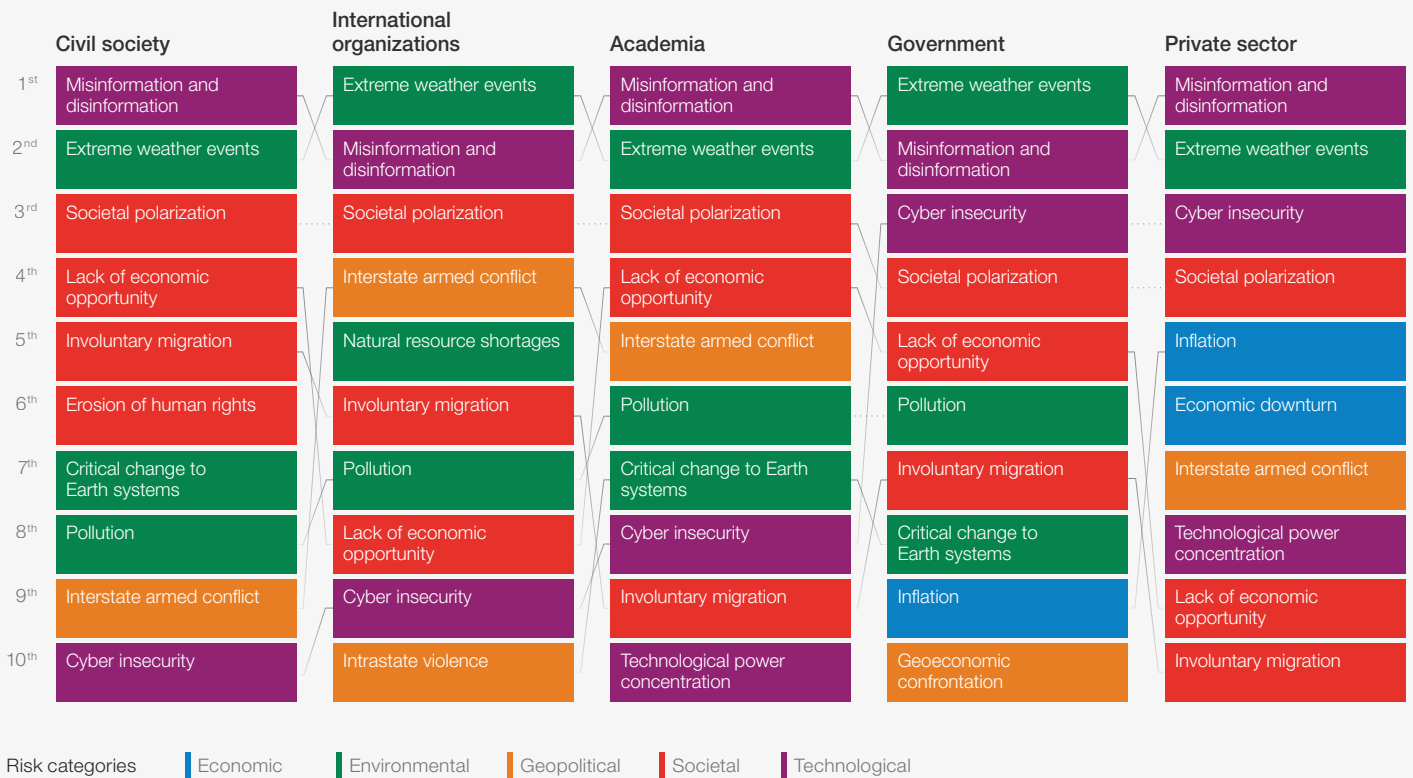 Civil society
International
organizations
Academia
Government
Private sector
1st
Misinformation and
disinformation
Extreme weather events
Misinformation and
disinformation
Extreme weather events
Misinformation and
disinformation
2nd
Extreme weather events
Misinformation and
disinformation
Extreme weather events
Misinformation and
disinformation
Extreme weather events
3rd
Societal polarization
Societal polarization
Societal polarization
Cyber insecurity
Cyber insecurity
4th
Lack of economic
opportunity
Interstate armed conflict
Lack of economic
opportunity
Societal polarization
Societal polarization
5th
Involuntary migration
Natural resource shortages
Interstate armed conflict
Lack of economic
opportunity
Inflation
6th
Erosion of human rights
Involuntary migration
Pollution
Pollution
Economic downturn
7th
Critical change to
Earth systems
Pollution
Critical change to Earth
systems
Involuntary migration
Interstate armed conflict
8th
Pollution
Lack of economic
opportunity
Cyber insecurity
Critical change to
Earth systems
Technological power
concentration
9th
Interstate armed conflict
Cyber insecurity
Involuntary migration
Inflation
Lack of economic
opportunity
10th
Cyber insecurity
Intrastate violence
Technological power
concentration
Geoeconomic
confrontation
Involuntary migration
Risk categories
Economic
Environmental
Geopolitical
Societal
Technological